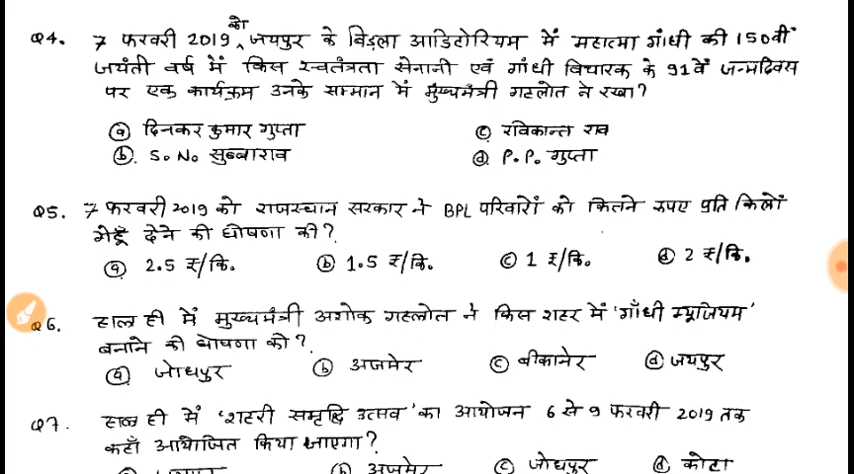 Q4. 7 फरवरी 2019 को जयपुर के बिड़ला आडिटोरियम में महात्मा गाँधी की 150वीं
जयंती वर्ष में किस स्वतंत्रता सेनानी एवं गांधी विचारक के 91वें जन्मदिवस
पर एक कार्यक्रम उनके सम्मान में मुख्यमंत्री गहलोत ने रखा?
(a) दिनकर कुमार गुप्ता (c) रविकान्त राव
(b). S. No सुब्बाराव (d) P. P. गुप्ता
Q5. 7 फरवरी 2019 को राजस्थान सरकार ने BPL परिवारों को कितने रुपए प्रति किलों
गेहूँ देने की घोषणा की?
(a) 2.5 ₹/कि. (b) 1.5 ₹/कि. (c) 1 ₹/कि. (d) 2 ₹/कि.
Q6. हाल ही में मुख्यमंत्री अशोक गहलोत ने किस शहर में 'गाँधी म्यूजियम'
बनाने की घोषणा की?
(a) जोधपुर (b) अजमेर (c) बीकानेर (d) जयपुर
Q7. हाल ही में 'शहरी समृद्धि उत्सव' का आयोजन 6 से 9 फरवरी 2019 तक
कहाँ आयोजित किया जाएगा?
(b) अजमेर (c) जोधपुर (d) कोटा